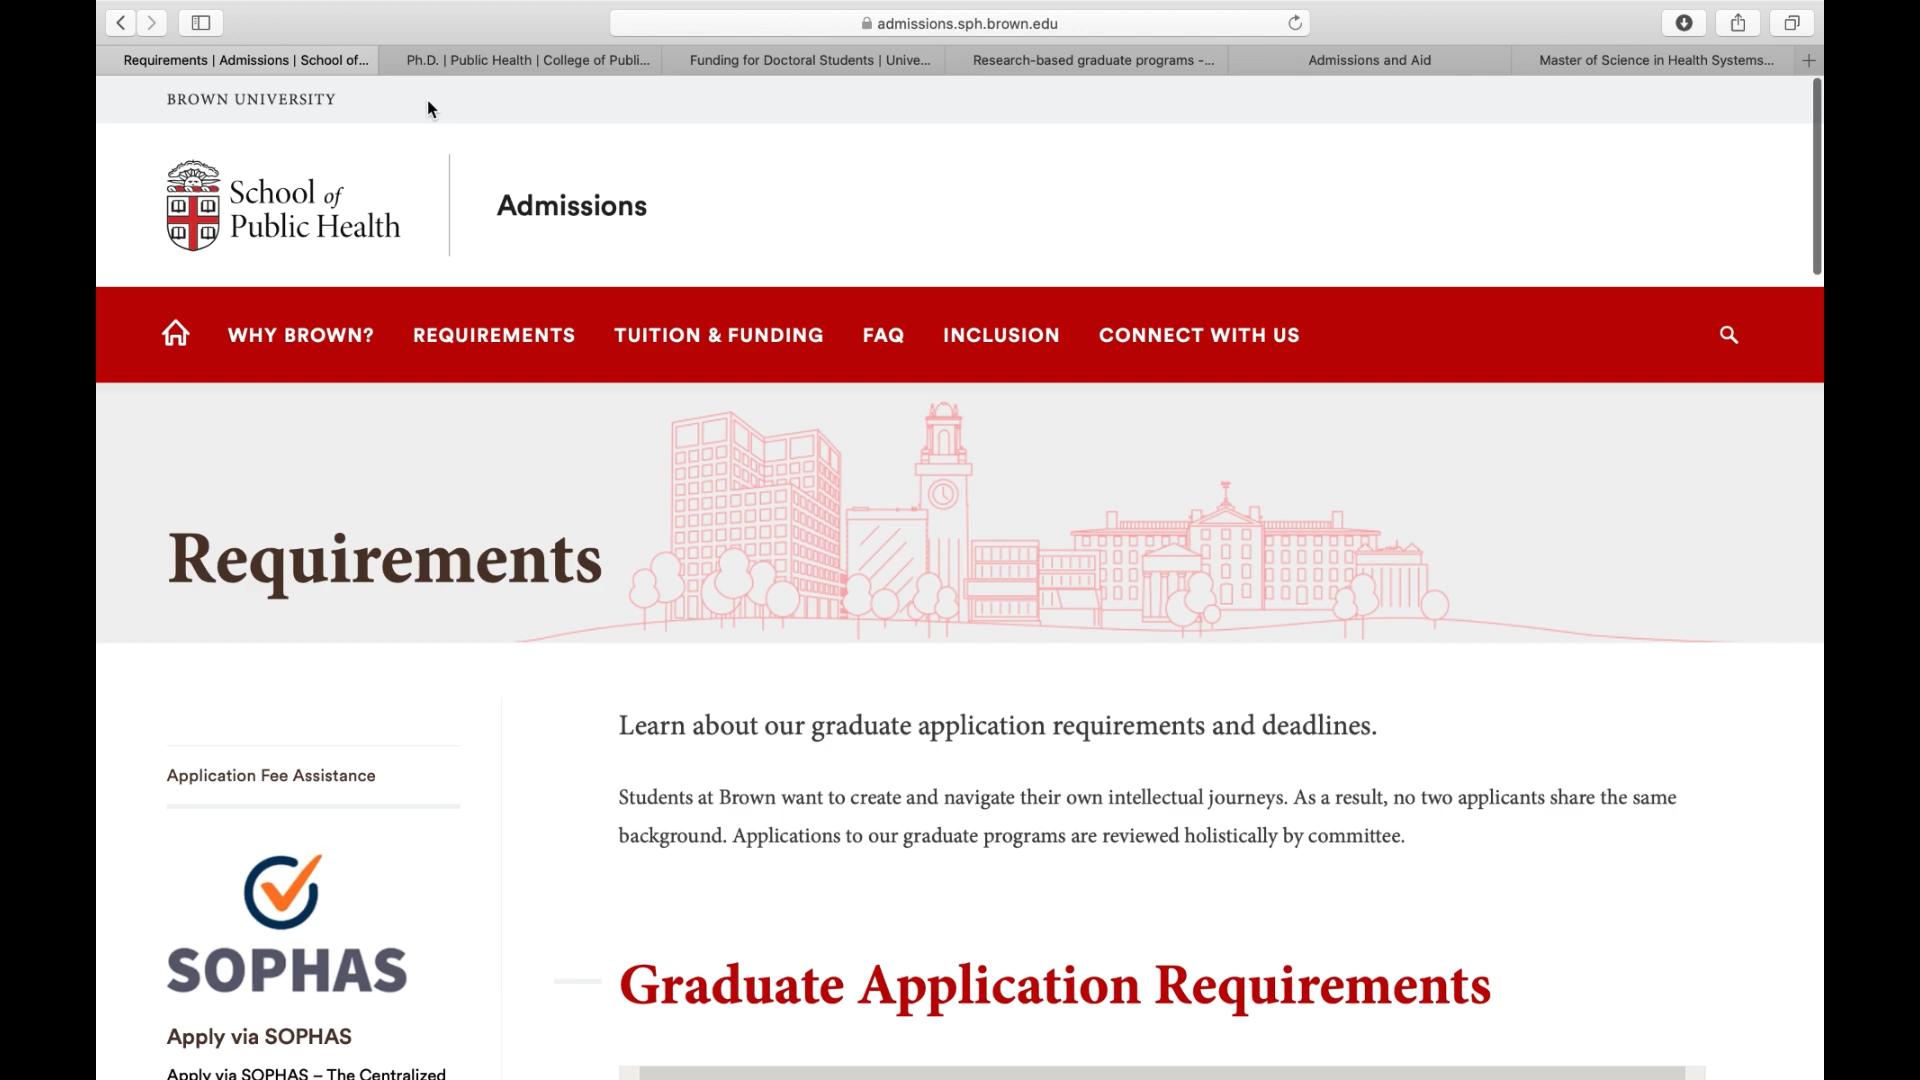 admissions.sph.brown.edu
Requirements | Admissions | School of...
Ph.D. | Public Health | College of Publi...
Funding for Doctoral Students | Unive...
Research-based graduate programs -...
Admissions and Aid
Master of Science in Health Systems...
BROWN UNIVERSITY
School of
Public Health
Admissions
WHY BROWN?
REQUIREMENTS
TUITION & FUNDING
FAQ
INCLUSION
CONNECT WITH US
Requirements
Learn about our graduate application requirements and deadlines.
Application Fee Assistance
Students at Brown want to create and navigate their own intellectual journeys. As a result, no two applicants share the same
background. Applications to our graduate programs are reviewed holistically by committee.
SOPHAS
Graduate Application Requirements
Apply via SOPHAS
Apply via SOPHAS – The Centralized